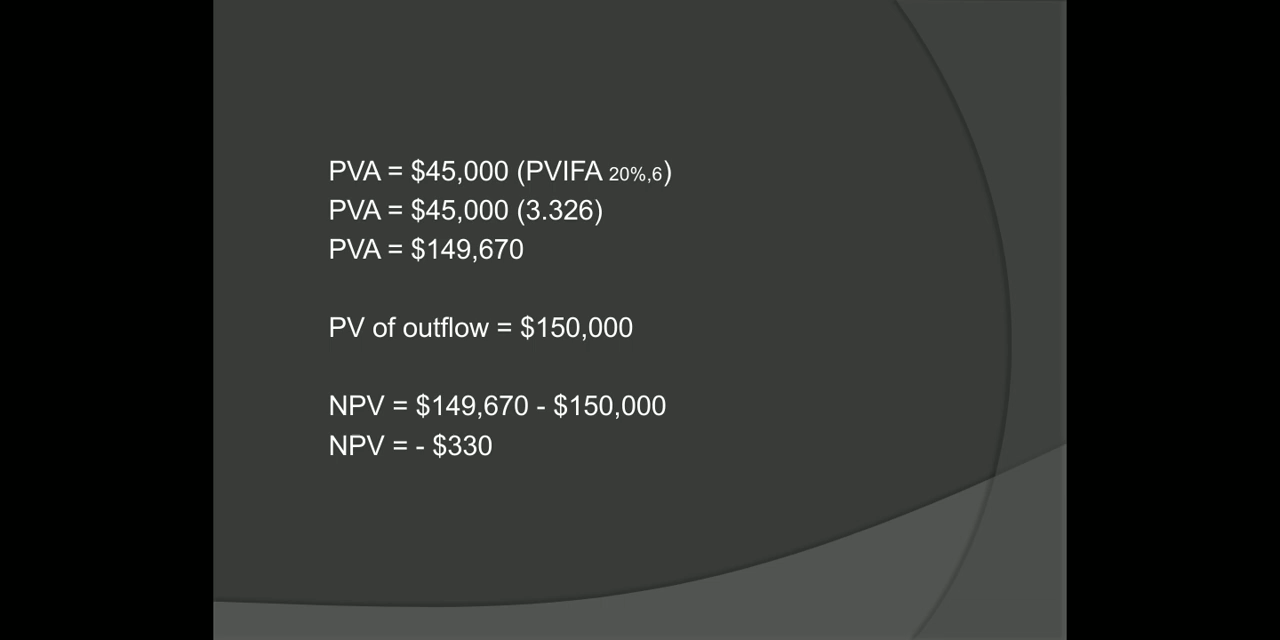 PVA = $45,000 (PVIFA 20%,6)
PVA = $45,000 (3.326)
PVA = $149,670
PV of outflow = $150,000
NPV = $149,670 - $150,000
NPV = - $330